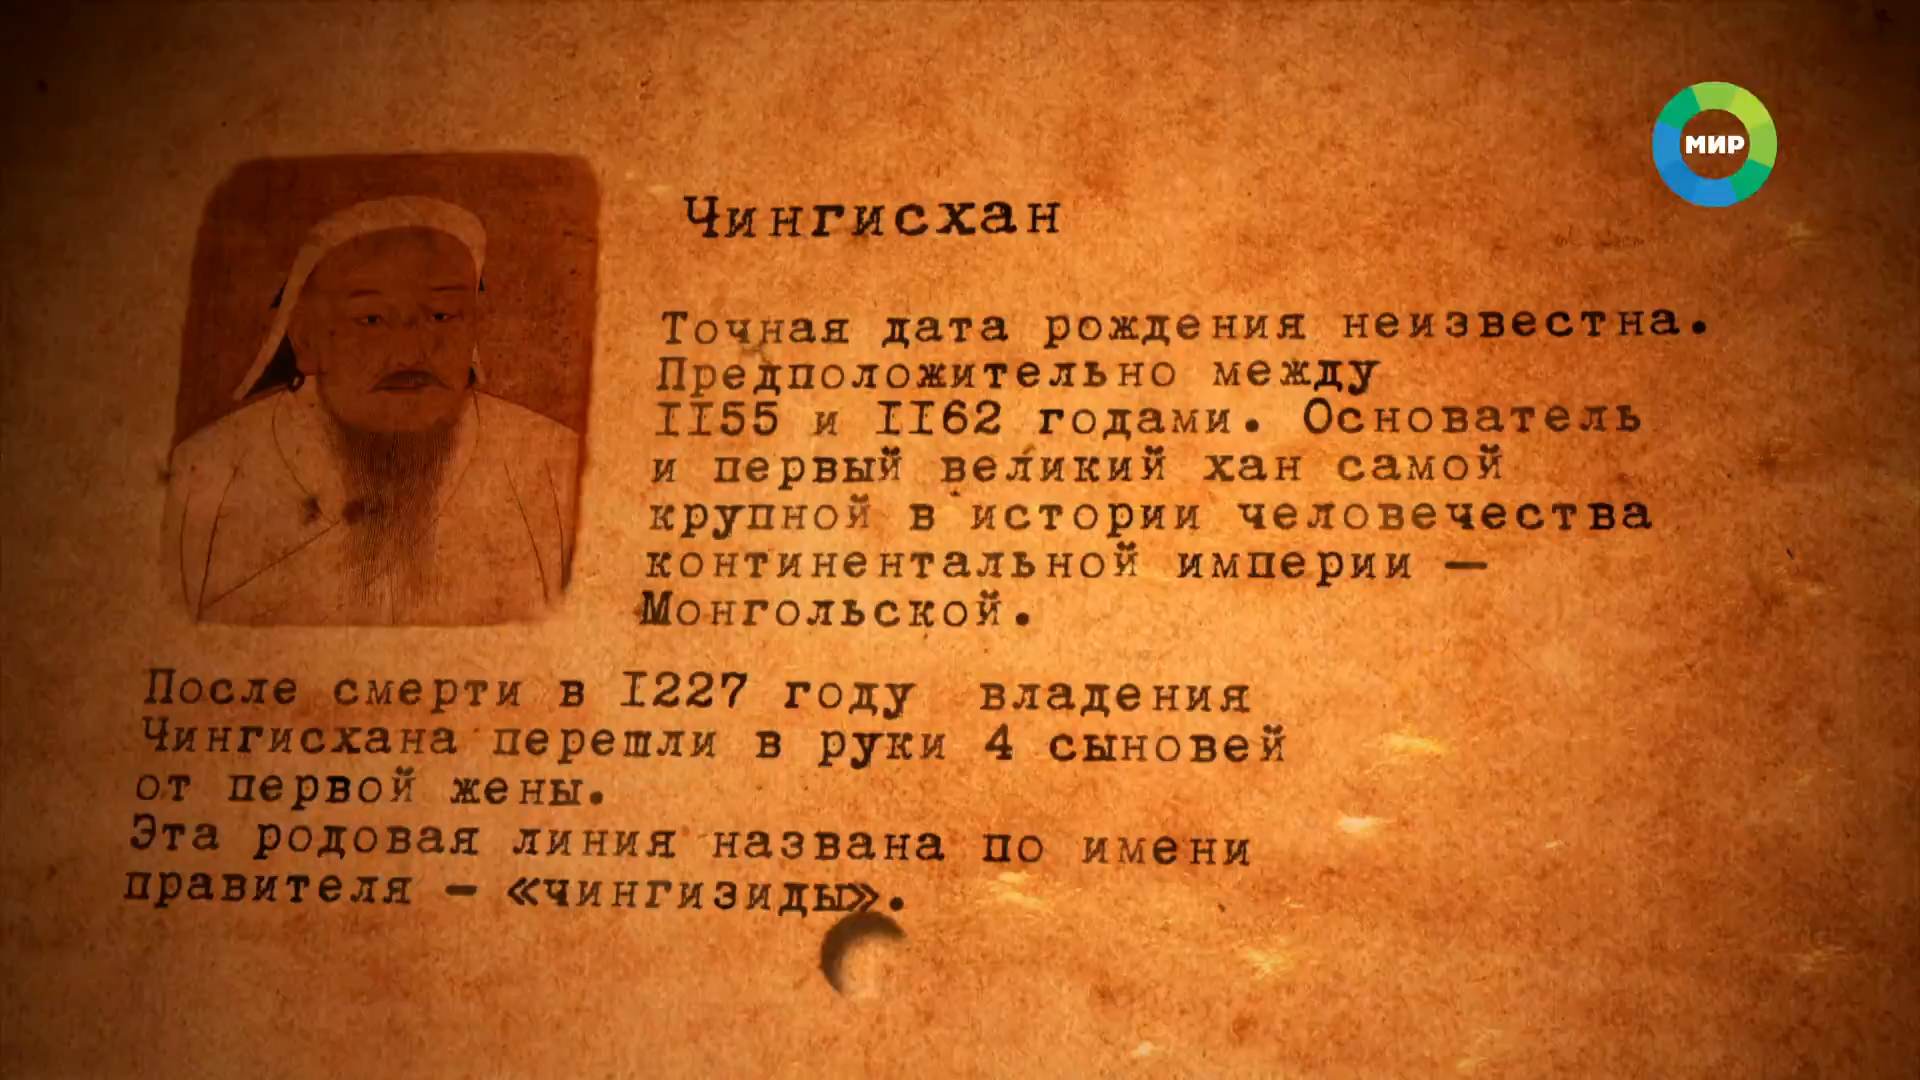 МИР
Чингисхан
Точная дата рождения неизвестна.
Предположительно между
1155 и 1162 годами. Основатель
и первый великий хан самой
крупной в истории человечества
континентальной империи —
Монгольской.
После смерти в 1227 году владения
Чингисхана перешли в руки 4 сыновей
от первой жены.
Эта родовая линия названа по имени
правителя – «чингизиды».